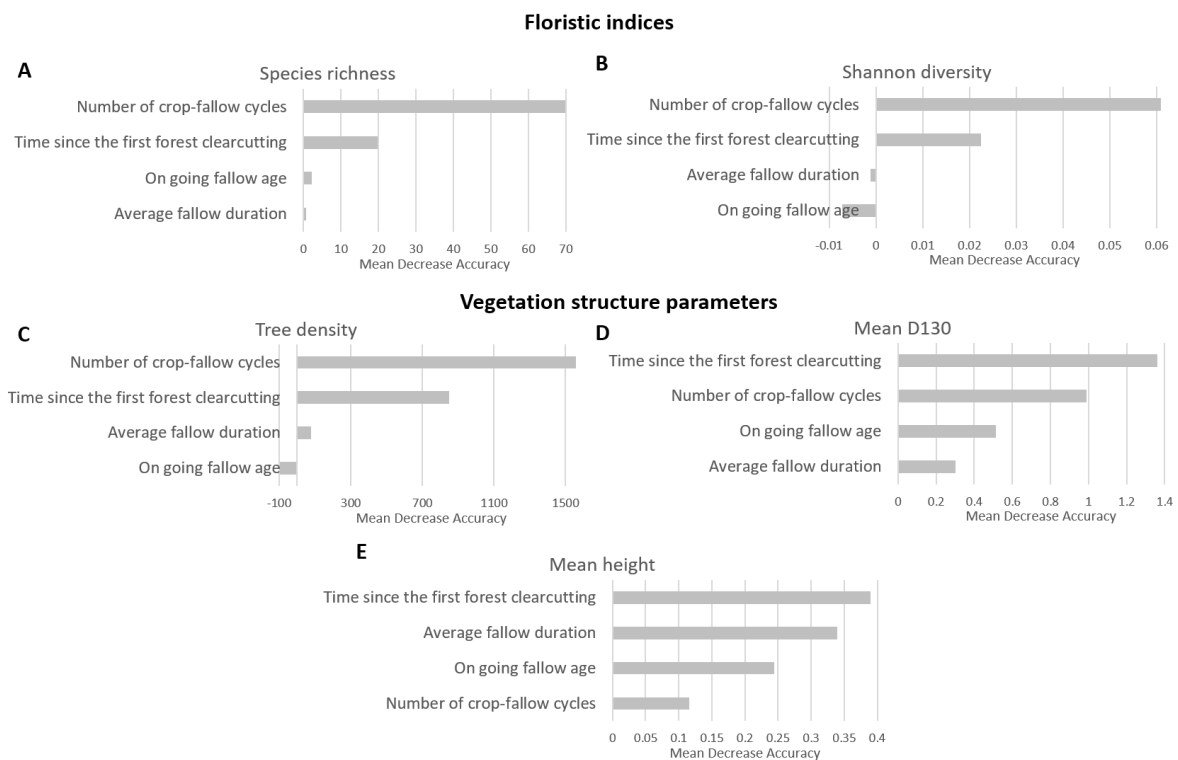 Floristic indices
A
Species richness
Number of crop-fallow cycles
Time since the first forest clearcutting
On going fallow age
Average fallow duration
0 10 20 30 40 50 60 70
Mean Decrease Accuracy
B
Shannon diversity
Number of crop-fallow cycles
Time since the first forest clearcutting
Average fallow duration
On going fallow age
-0.01 0 0.01 0.02 0.03 0.04 0.05 0.06
Mean Decrease Accuracy
Vegetation structure parameters
C
Tree density
Number of crop-fallow cycles
Time since the first forest clearcutting
Average fallow duration
On going fallow age
-100 300 700 1100 1500
Mean Decrease Accuracy
D
Mean D130
Time since the first forest clearcutting
Number of crop-fallow cycles
On going fallow age
Average fallow duration
0 0.2 0.4 0.6 0.8 1 1.2 1.4
Mean Decrease Accuracy
E
Mean height
Time since the first forest clearcutting
Average fallow duration
On going fallow age
Number of crop-fallow cycles
0 0.05 0.1 0.15 0.2 0.25 0.3 0.35 0.4
Mean Decrease Accuracy